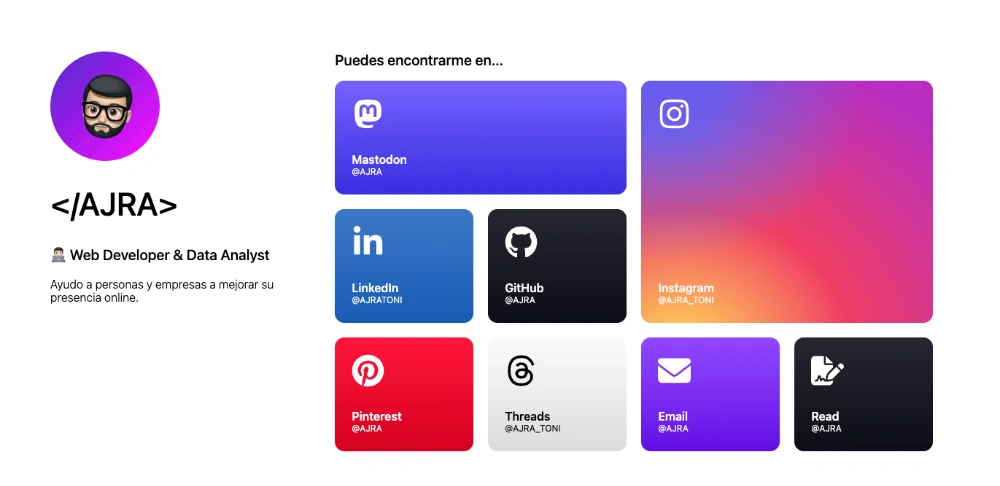 </AJRA>
Web Developer & Data Analyst
Ayudo a personas y empresas a mejorar su
presencia online.
Puedes encontrarme en...
Mastodon
@AJRA
Instagram
@AJRA_TONI
LinkedIn
@AJRATONI
GitHub
@AJRA
Pinterest
@AJRA
Threads
@AJRA_TONI
Email
@AJRA
Read
@AJRA